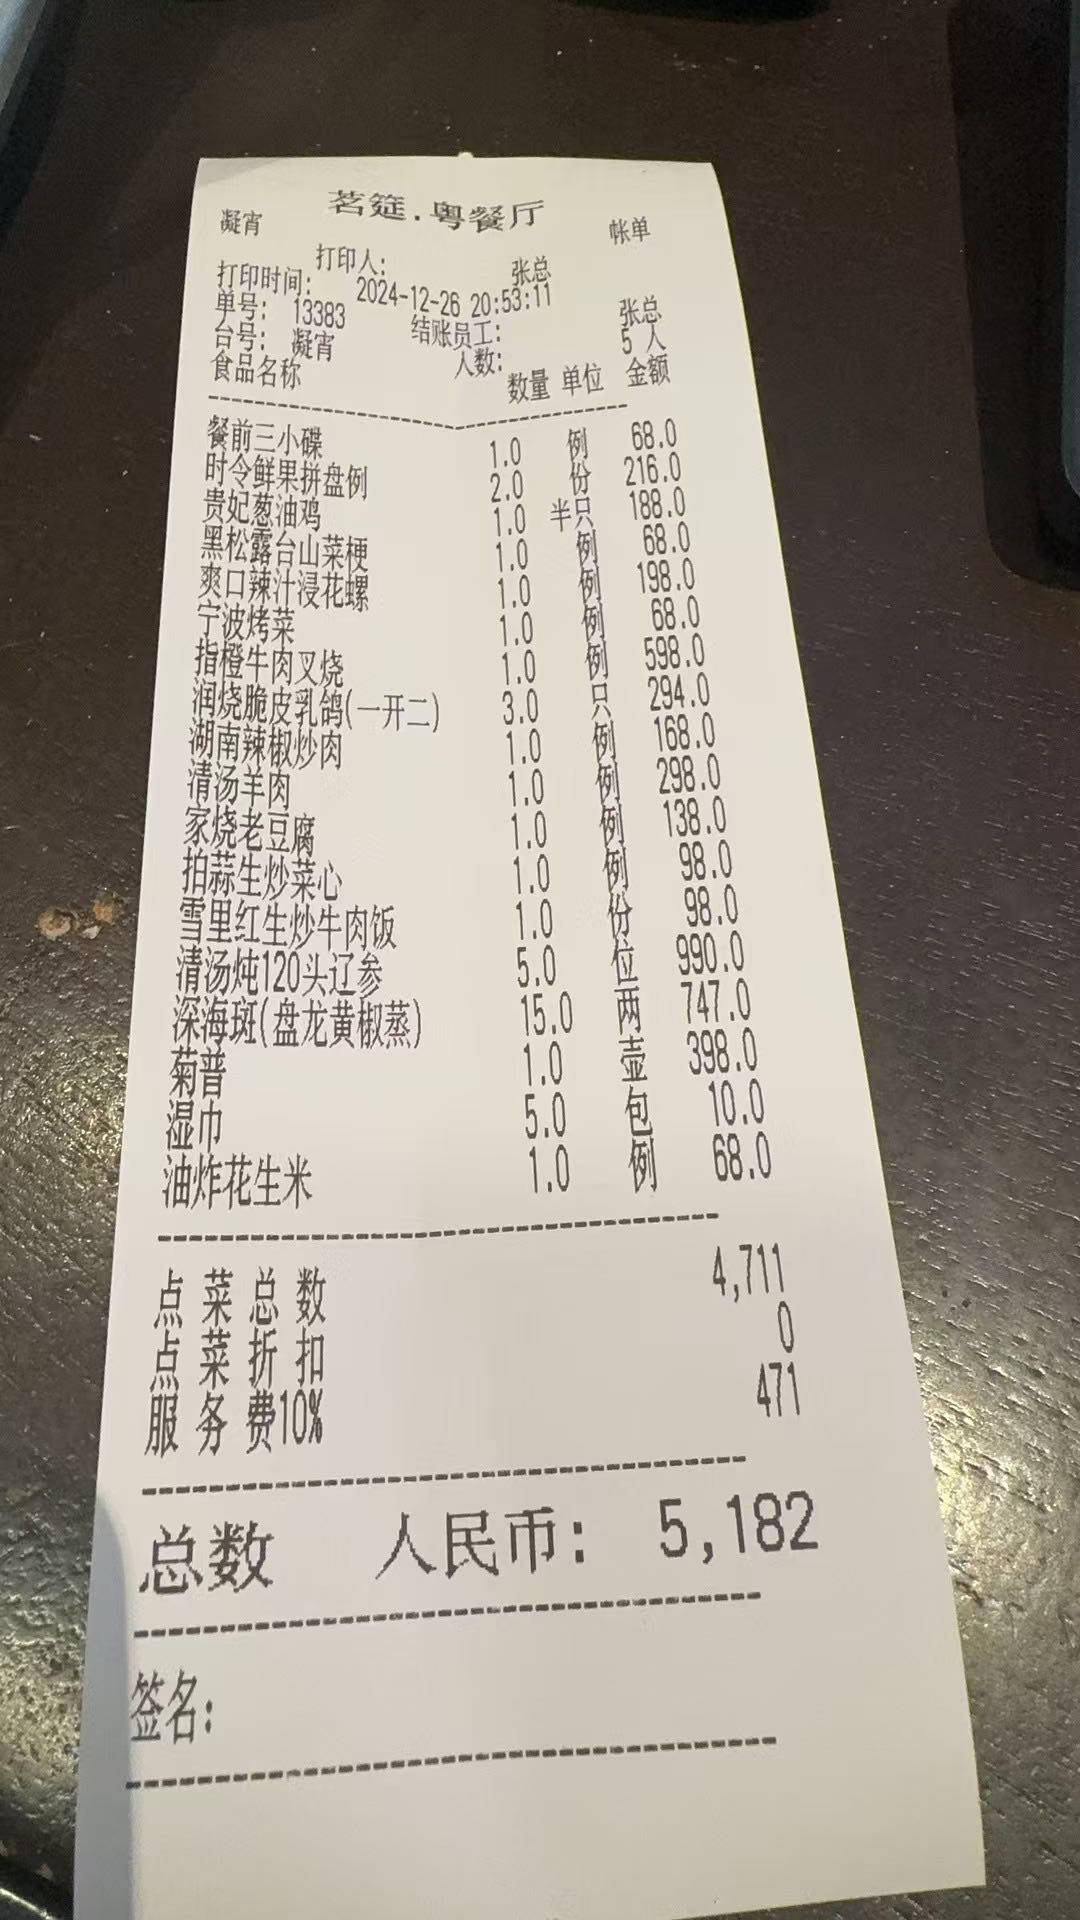 茗筵.粤餐厅
凝宵 帐单
打印人: 张总
打印时间: 2024-12-26 20:53:11
单号: 13383 结账员工: 张总
台号: 凝宵 人数: 5 人
食品名称 数量 单位 金额
餐前三小碟 1.0 例 68.0
时令鲜果拼盘例 2.0 份 216.0
贵妃葱油鸡 1.0 半只 188.0
黑松露台山菜梗 1.0 例 68.0
爽口辣汁浸花螺 1.0 例 198.0
宁波烤菜 1.0 例 68.0
指橙牛肉叉烧 1.0 例 598.0
润烧脆皮乳鸽(一开二) 3.0 只 294.0
湖南辣椒炒肉 1.0 例 168.0
清汤羊肉 1.0 例 298.0
家烧老豆腐 1.0 例 138.0
拍蒜生炒菜心 1.0 例 98.0
雪里红生炒牛肉饭 1.0 份 98.0
清汤炖120头辽参 5.0 位 990.0
深海斑(盘龙黄椒蒸) 15.0 两 747.0
菊普 1.0 壶 398.0
湿巾 5.0 包 10.0
油炸花生米 1.0 例 68.0
点菜总数 4,711
点菜折扣 0
服务费10% 471
总数 人民币: 5,182
签名: